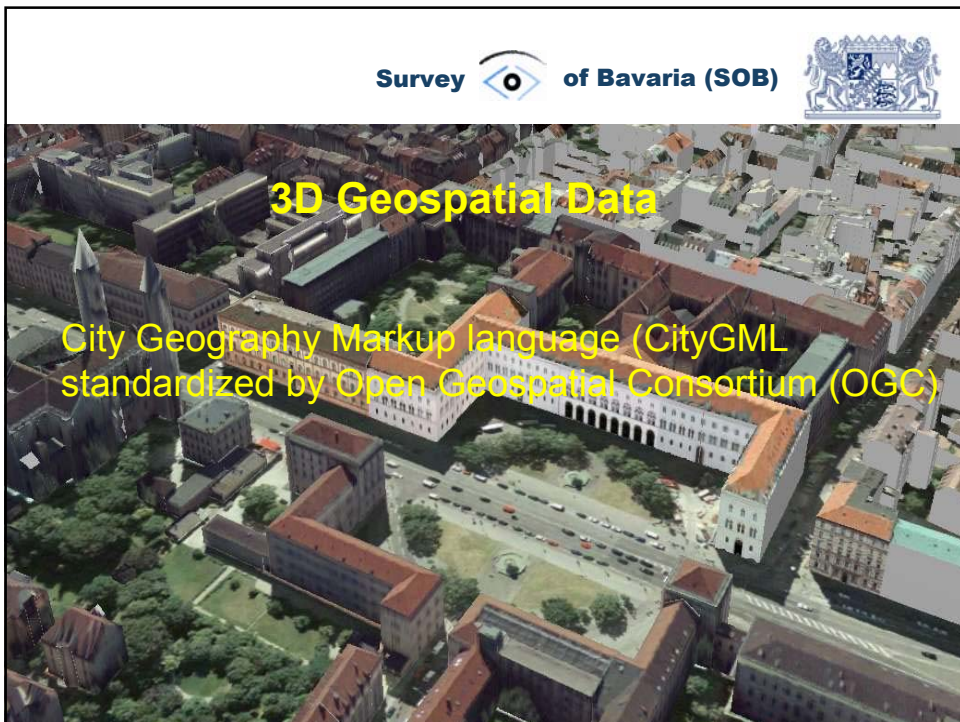 Survey of Bavaria (SOB)
3D Geospatial Data
City Geography Markup language (CityGML
standardized by Open Geospatial Consortium (OGC)